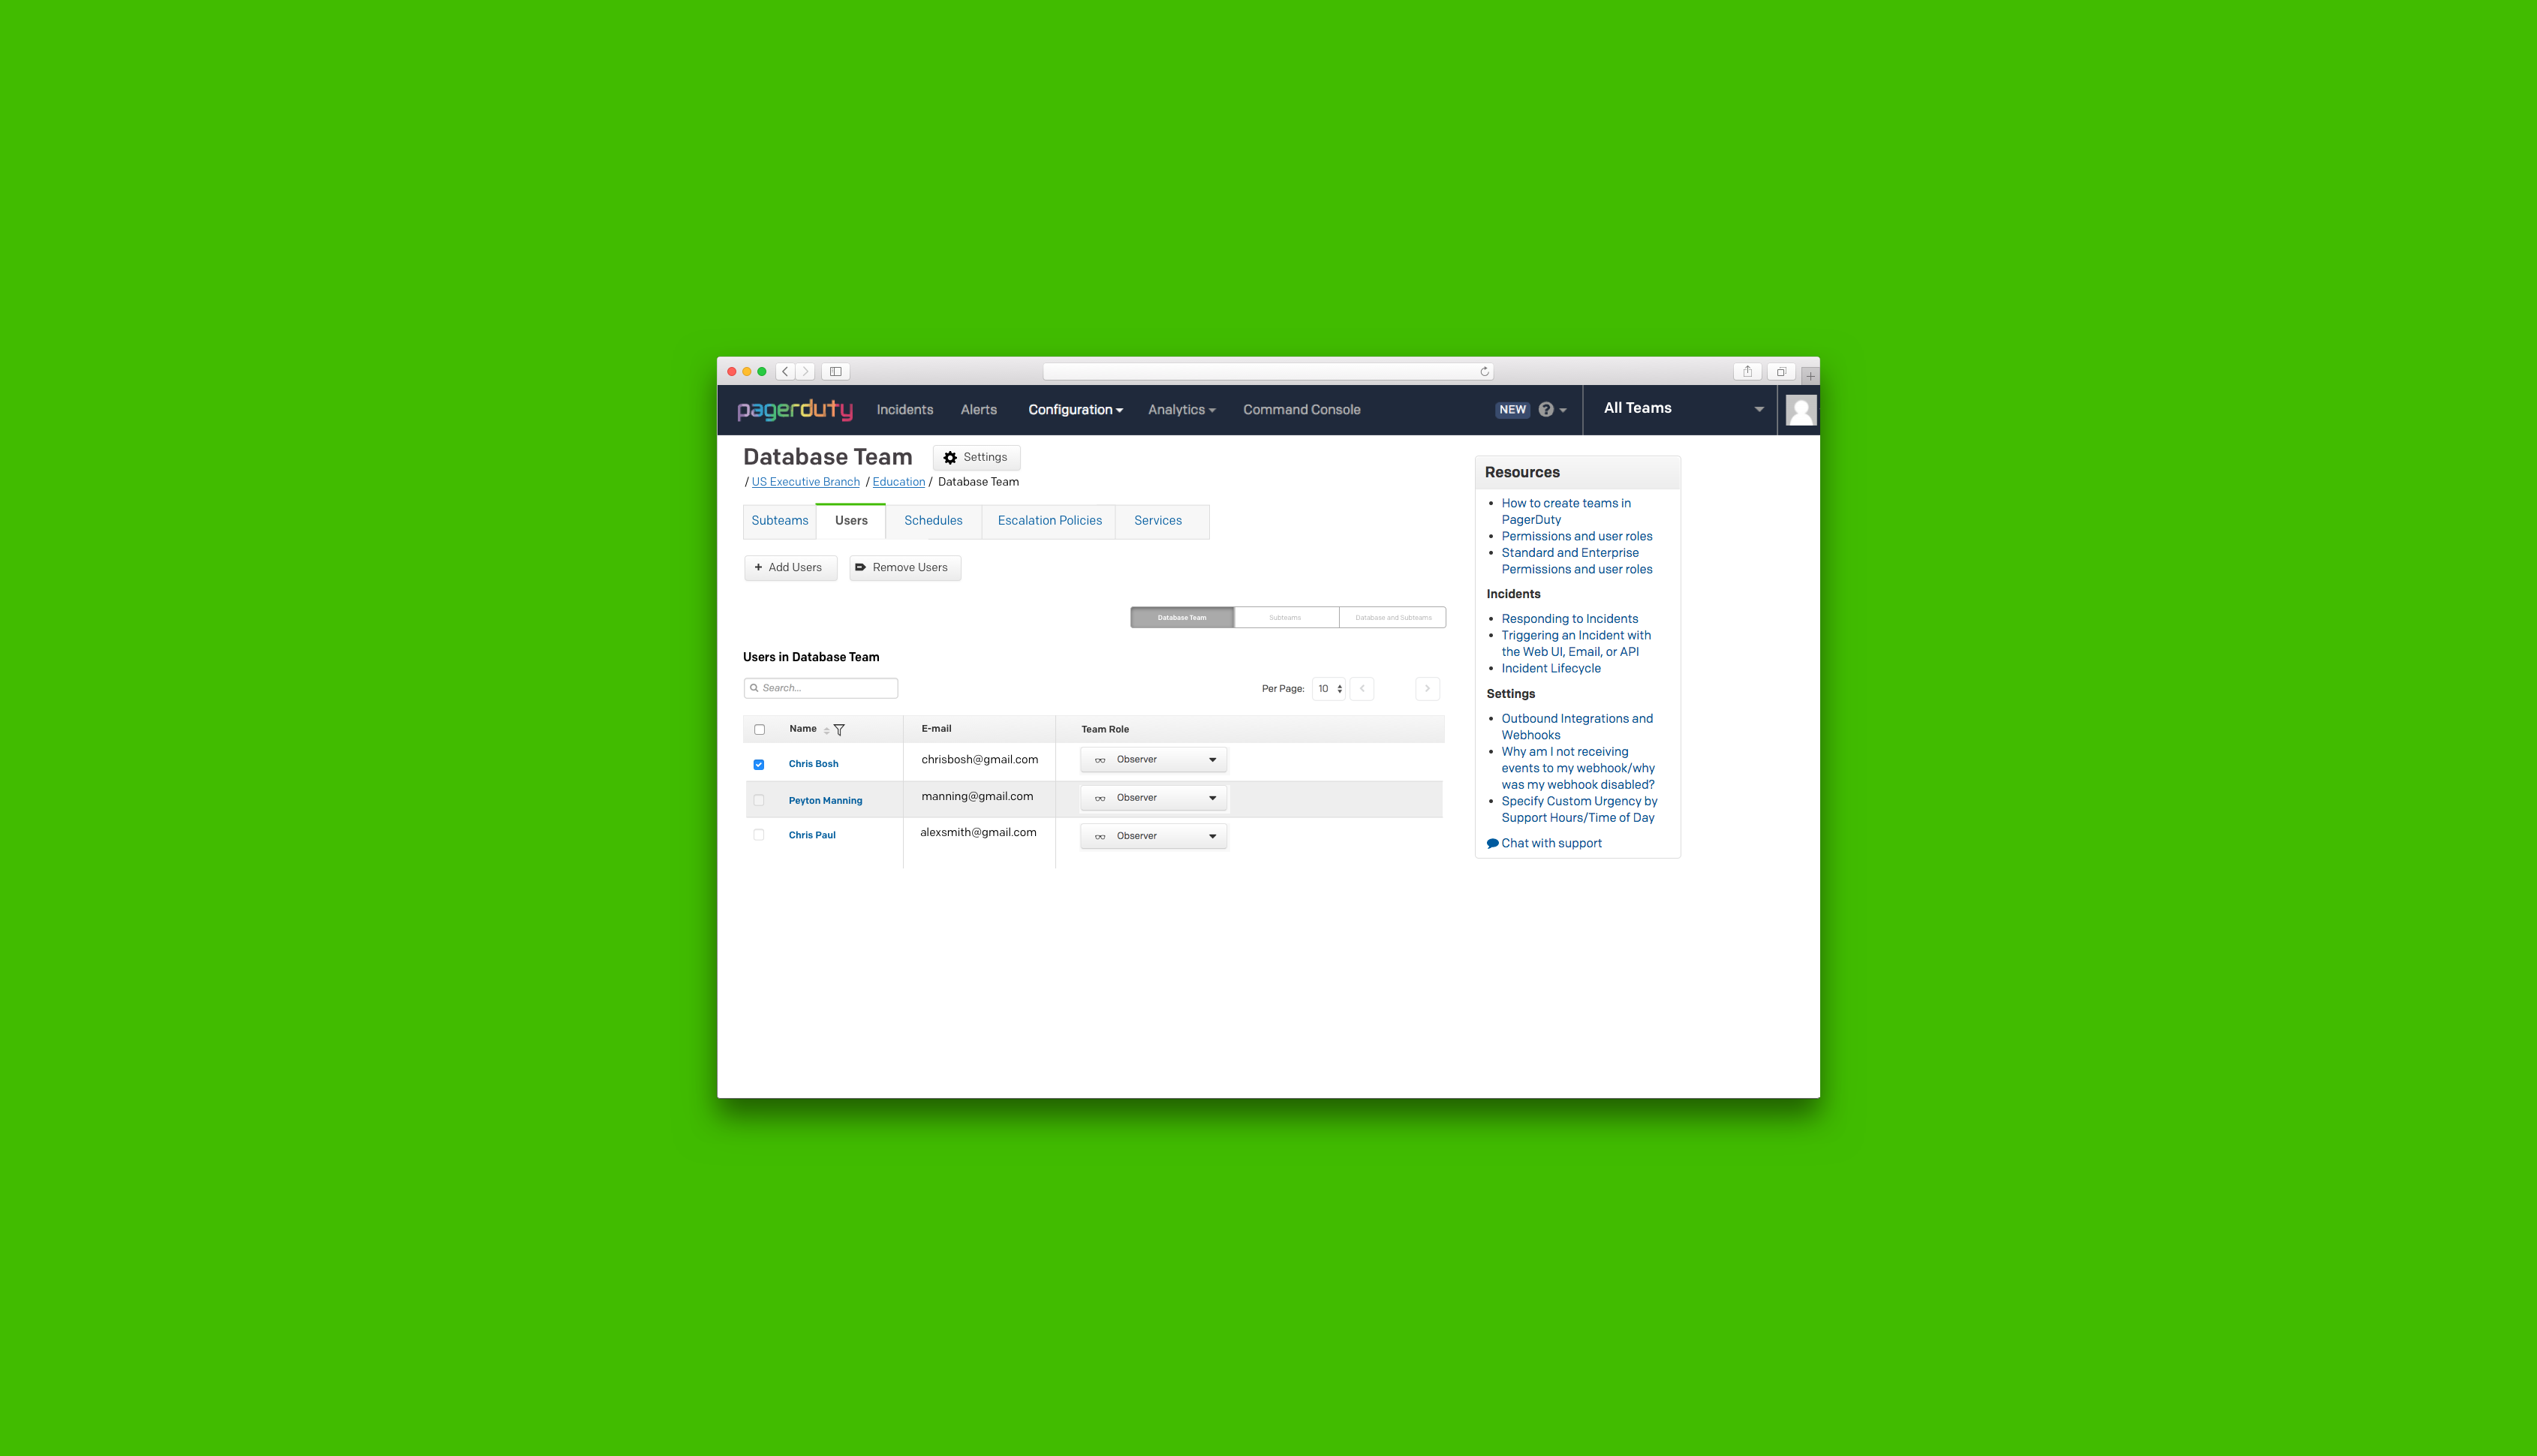 pagerduty Incidents Alerts Configuration Analytics Command Console NEW ? All Teams
Database Team Settings
/ US Executive Branch / Education / Database Team
Subteams Users Schedules Escalation Policies Services
+ Add Users Remove Users
Database Team Subteams Database and Subteams
Users in Database Team
Search... Per Page: 10
Name E-mail Team Role
Chris Bosh chrisbosh@gmail.com Observer
Peyton Manning manning@gmail.com Observer
Chris Paul alexsmith@gmail.com Observer
Resources
• How to create teams in
PagerDuty
• Permissions and user roles
• Standard and Enterprise
Permissions and user roles
Incidents
• Responding to Incidents
• Triggering an Incident with
the Web UI, Email, or API
• Incident Lifecycle
Settings
• Outbound Integrations and
Webhooks
• Why am I not receiving
events to my webhook/why
was my webhook disabled?
• Specify Custom Urgency by
Support Hours/Time of Day
Chat with support